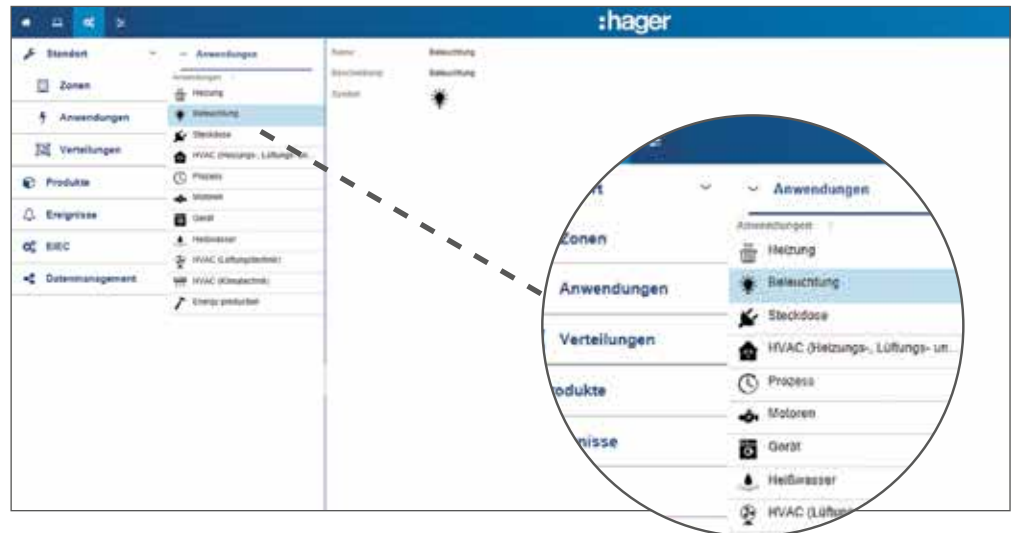 :hager
Standort
Zonen
Anwendungen
Verteilungen
Produkte
Ereignisse
EIEC
Datenmanagement
Anwendungen
Anwendungen
Heizung
Beleuchtung
Steckdose
HVAC (Heizungs-, Lüftungs- un...
Prozess
Motoren
Gerät
Heißwasser
HVAC (Lüftungstechnik)
HVAC (Klimatechnik)
Energy production
Name
Beleuchtung
Beschreibung
Beleuchtung
Symbol
rt
Zonen
Anwendungen
Verteilungen
odukte
nisse
Anwendungen
Anwendungen
Heizung
Beleuchtung
Steckdose
HVAC (Heizungs-, Lüftungs- un...
Prozess
Motoren
Gerät
Heißwasser
HVAC (Lüftu